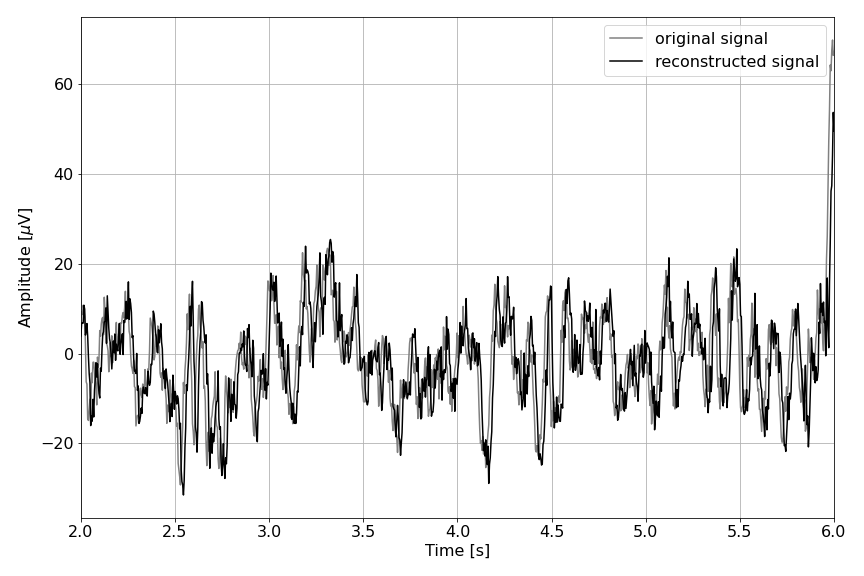 original signal
reconstructed signal
60
40
20
0
−20
Amplitude [μV]
2.0 2.5 3.0 3.5 4.0 4.5 5.0 5.5 6.0
Time [s]